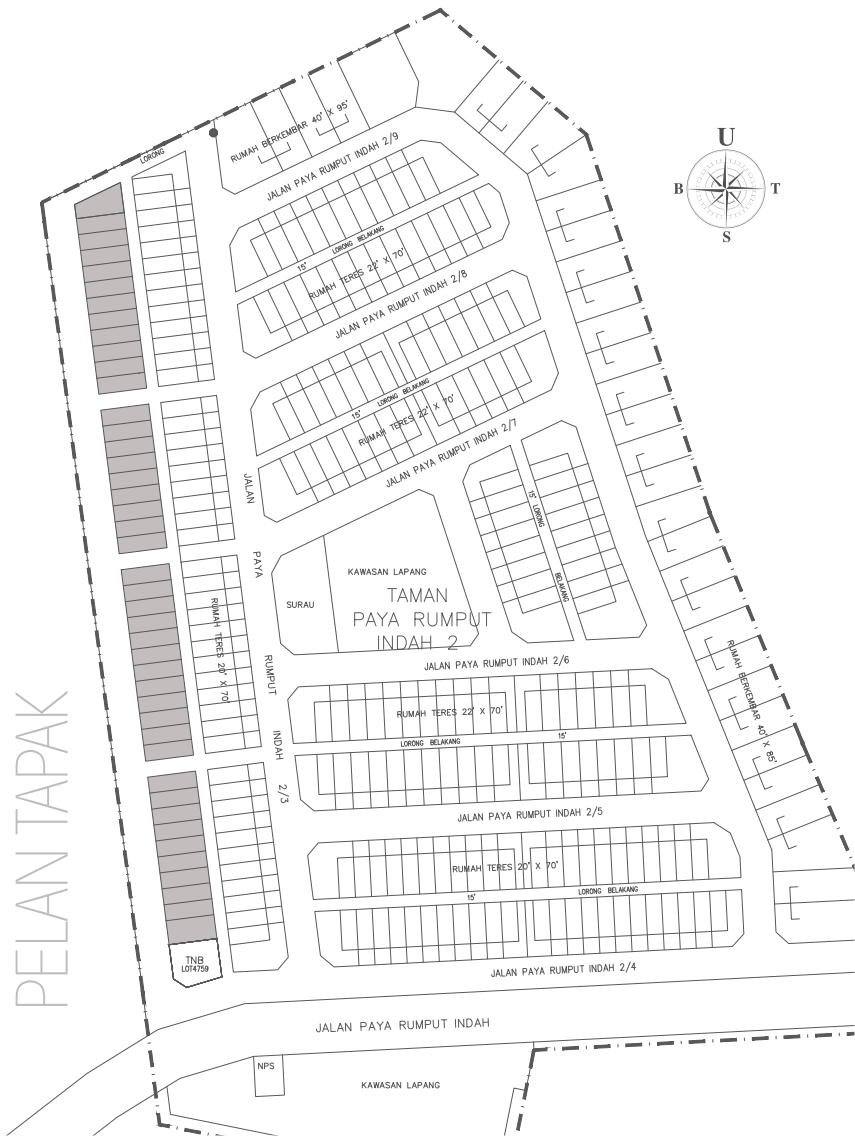 LORONG
RUMAH BERKEMBAR 40' X 95'
JALAN PAYA RUMPUT INDAH 2/9
U
B
T
S
15'
LORONG BELAKANG
RUMAH TERES 22' X 70'
JALAN PAYA RUMPUT INDAH 2/8
15'
LORONG BELAKANG
RUMAH TERES 22' X 70'
JALAN PAYA RUMPUT INDAH 2/7
JALAN PAYA RUMPUT INDAH 2/3
15' LORONG BELAKANG
KAWASAN LAPANG
SURAU
TAMAN
PAYA RUMPUT
INDAH 2
RUMAH TERES 20' X 70'
JALAN PAYA RUMPUT INDAH 2/6
RUMAH BERKEMBAR 40' X 85'
RUMAH TERES 22' X 70'
LORONG BELAKANG
15'
JALAN PAYA RUMPUT INDAH 2/5
RUMAH TERES 20' X 70'
15'
LORONG BELAKANG
PELAN TAPAK
TNB
LOT4759
JALAN PAYA RUMPUT INDAH 2/4
JALAN PAYA RUMPUT INDAH
NPS
KAWASAN LAPANG